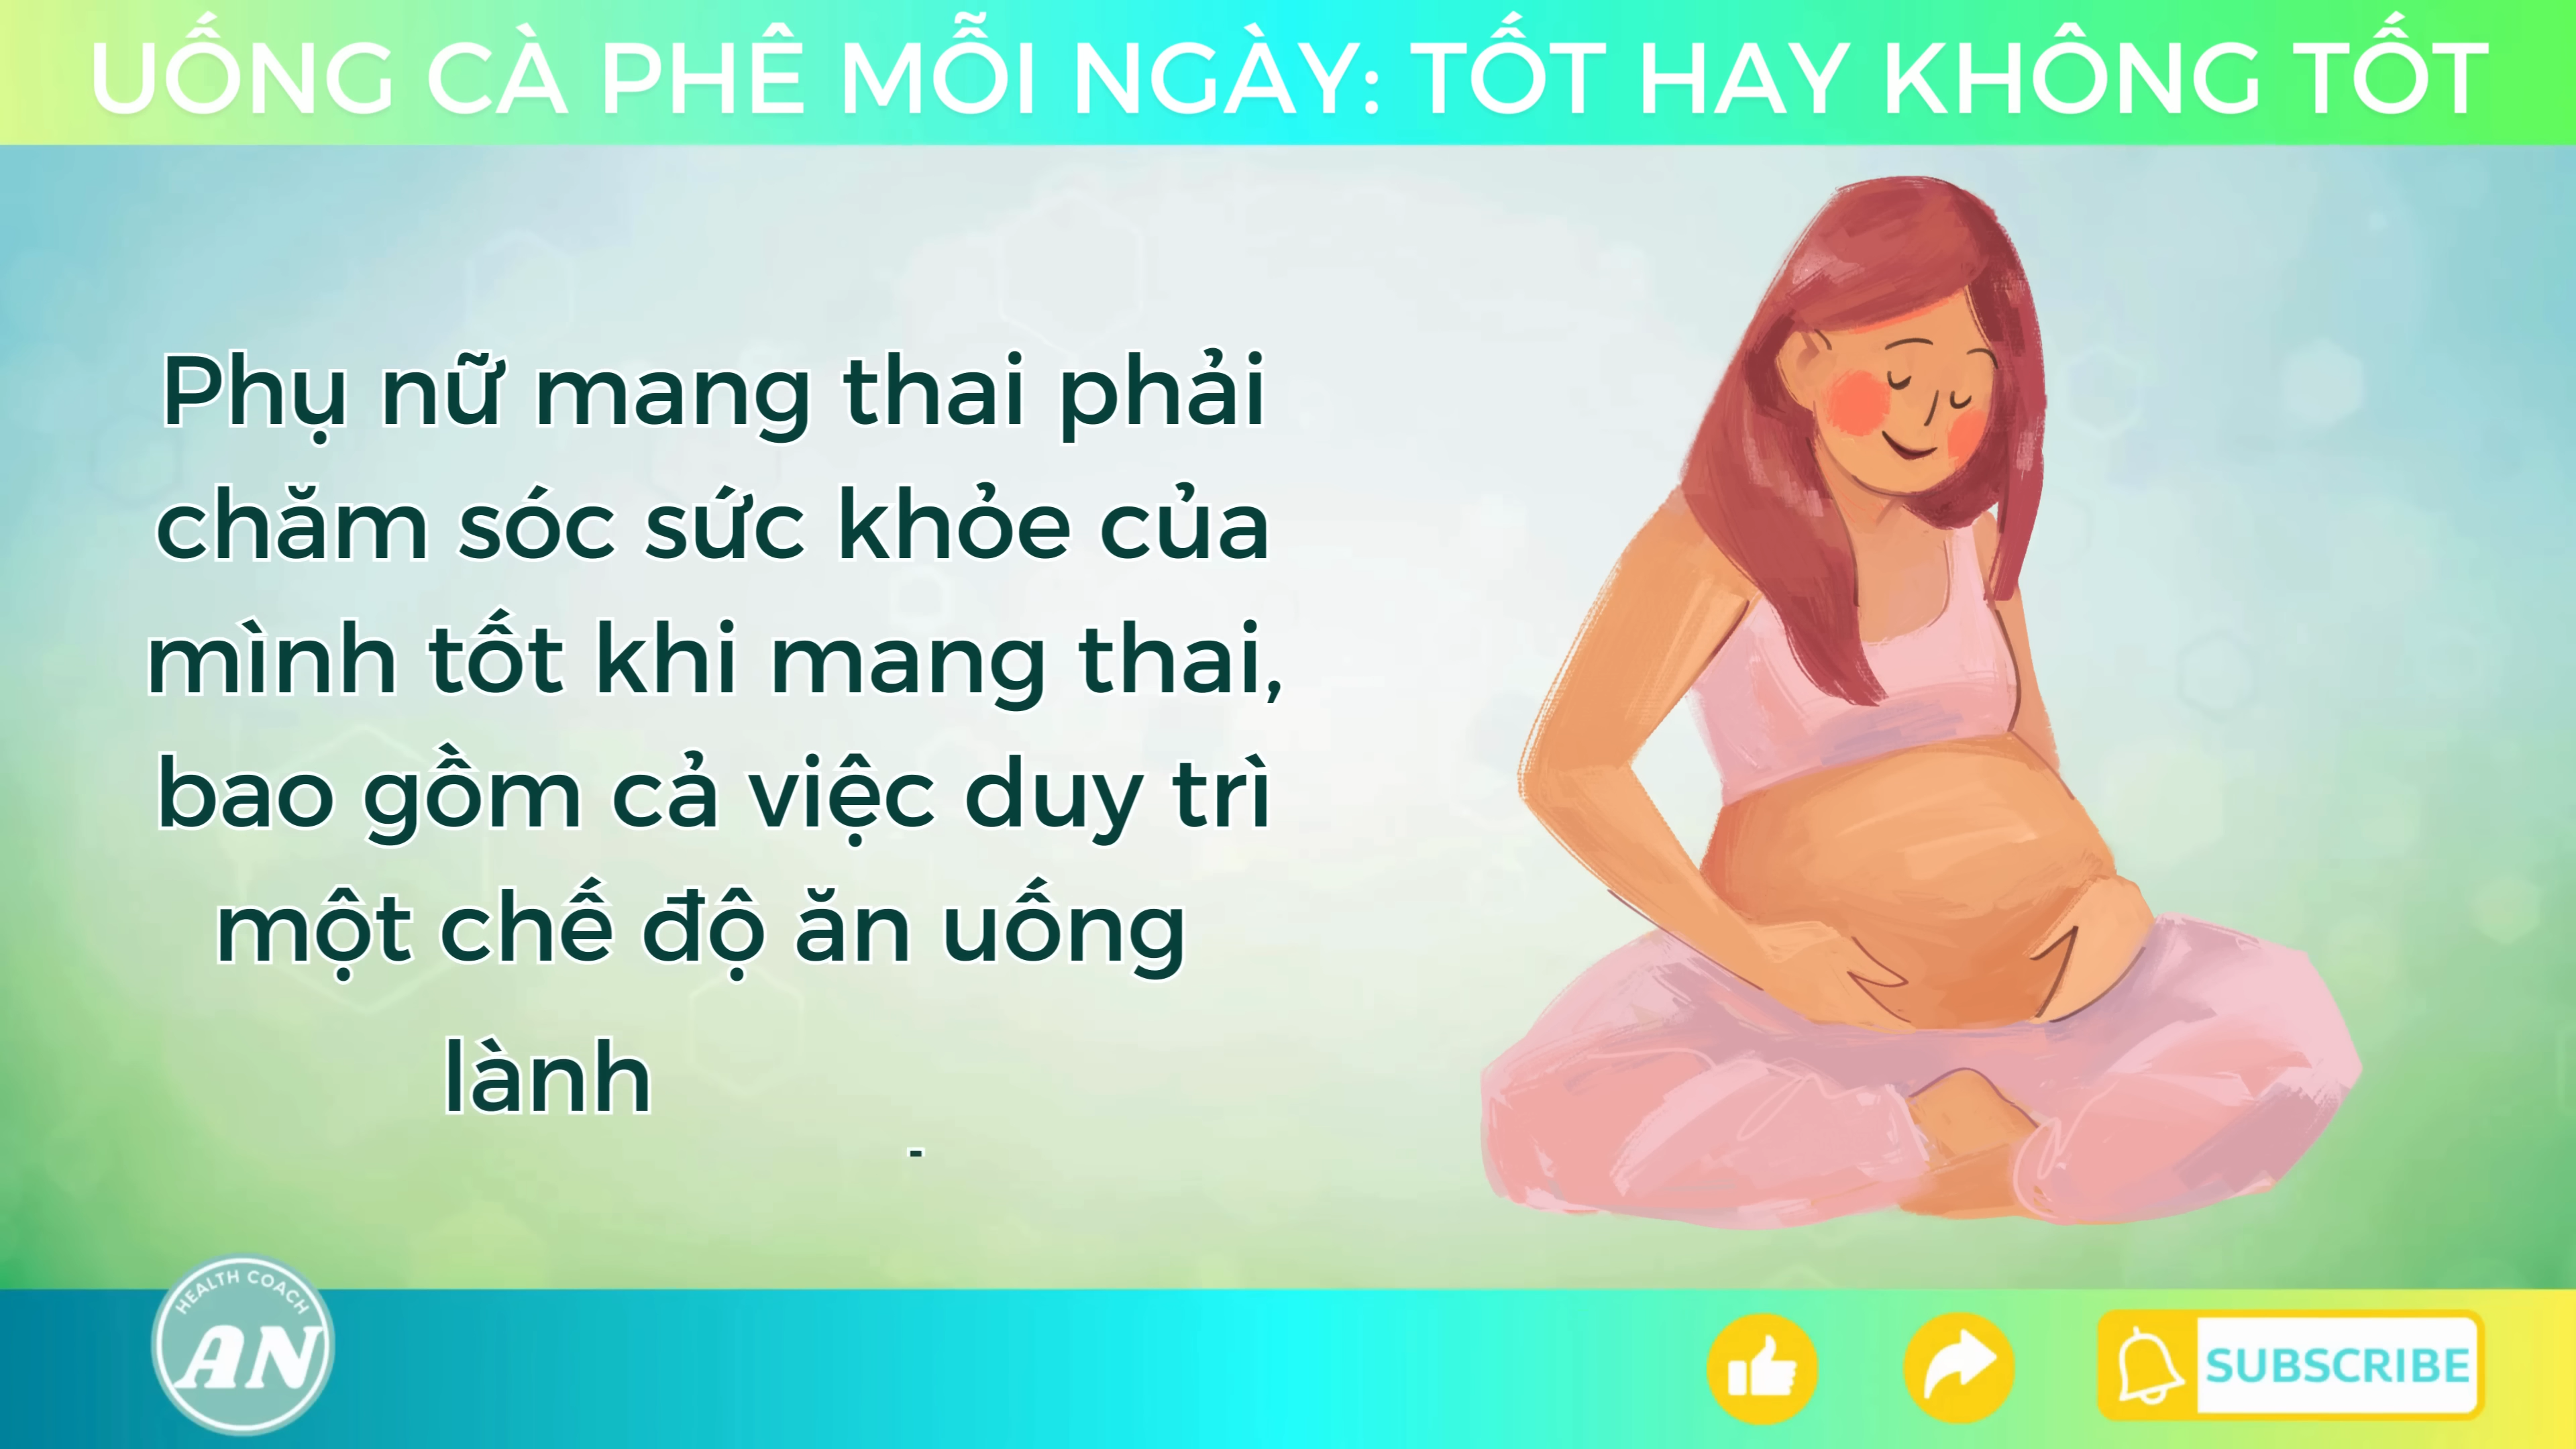 UỐNG CÀ PHÊ MỖI NGÀY: TỐT HAY KHÔNG TỐT
Phụ nữ mang thai phải
chăm sóc sức khỏe của
mình tốt khi mang thai,
bao gồm cả việc duy trì
một chế độ ăn uống
lành
HEALTH COACH
AN
SUBSCRIBE